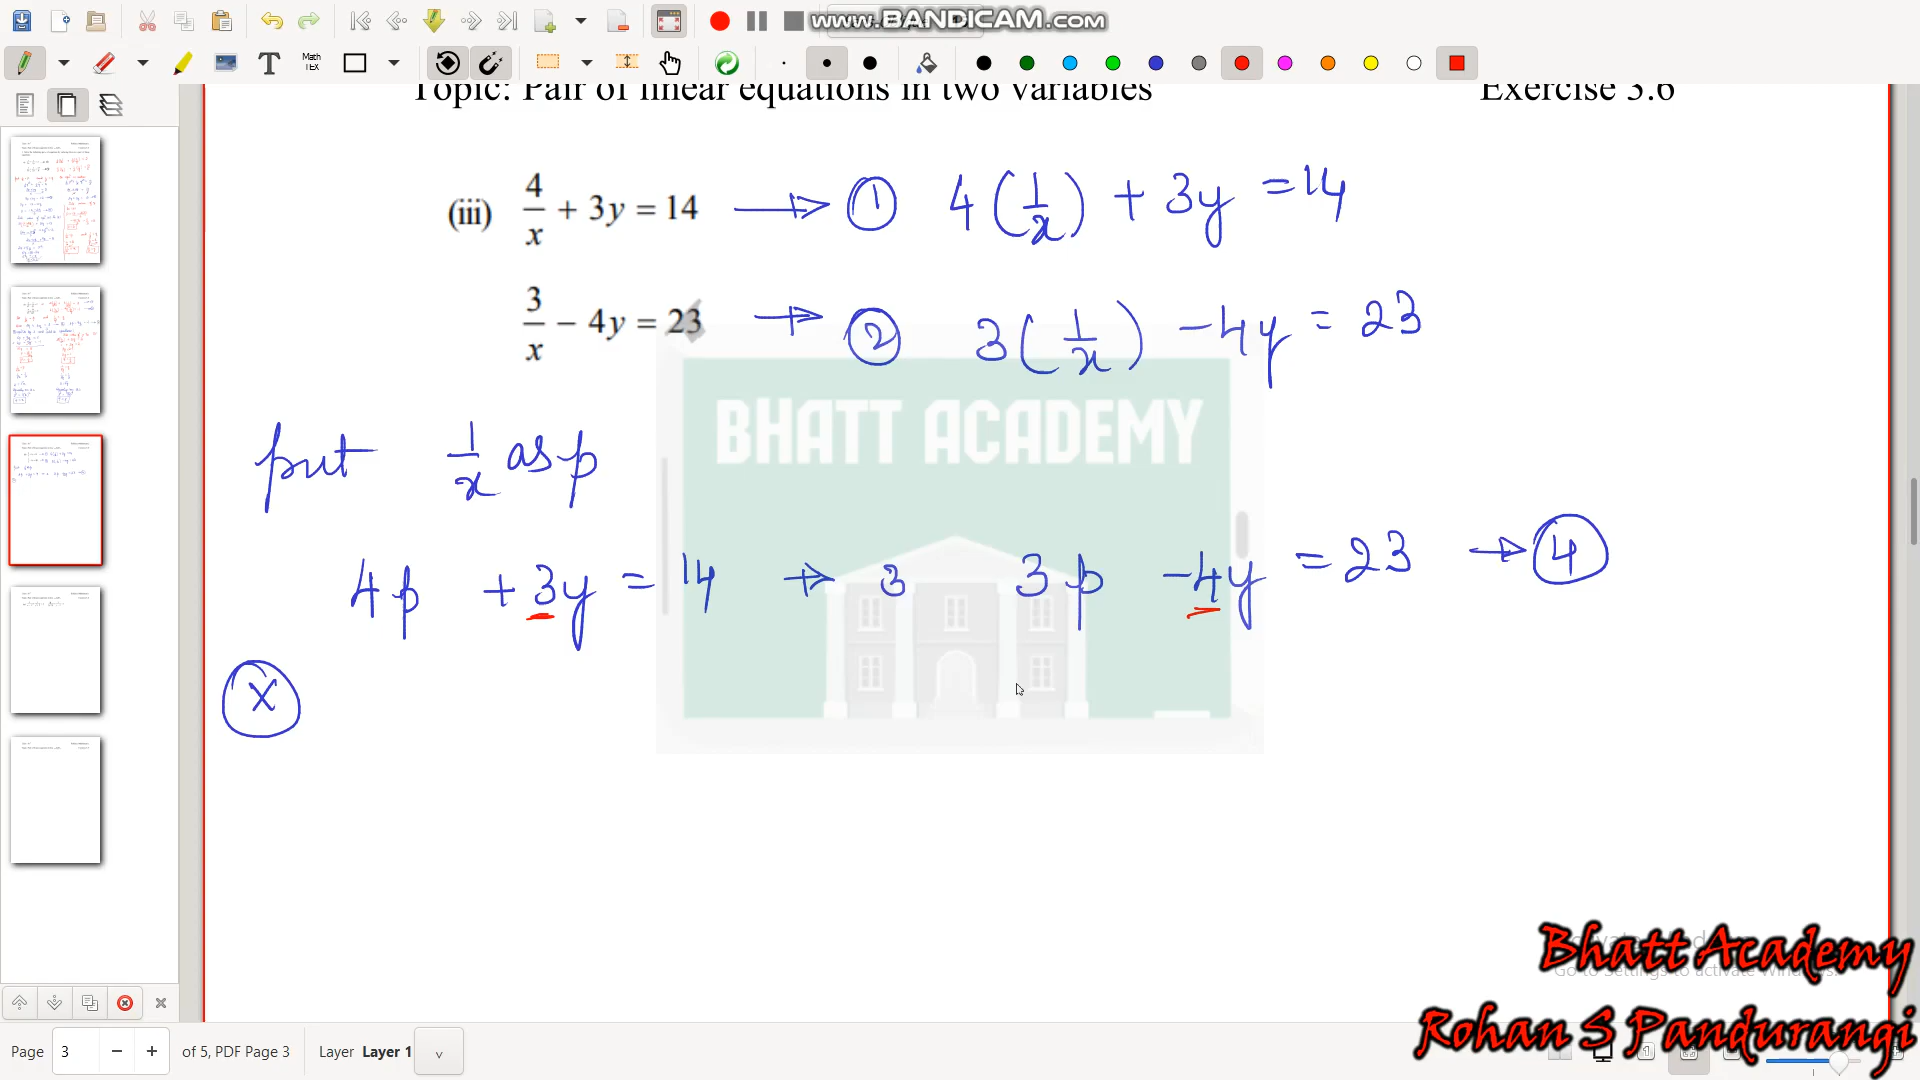 www.BANDICAM.com
Math
TEX
Topic: Pair of linear equations in two variables Exercise 3.6
(iii) 4/x + 3y = 14 → ① 4(1/x) + 3y = 14
3/x − 4y = 23 → ② 3(1/x) − 4y = 23
BHATT ACADEMY
put 1/x as p
4p + 3y = 14 → 3 3p − 4y = 23 → ④
X
Bhatt Academy
Rohan S Pandurangi
Page 3 − + of 5, PDF Page 3 Layer Layer 1